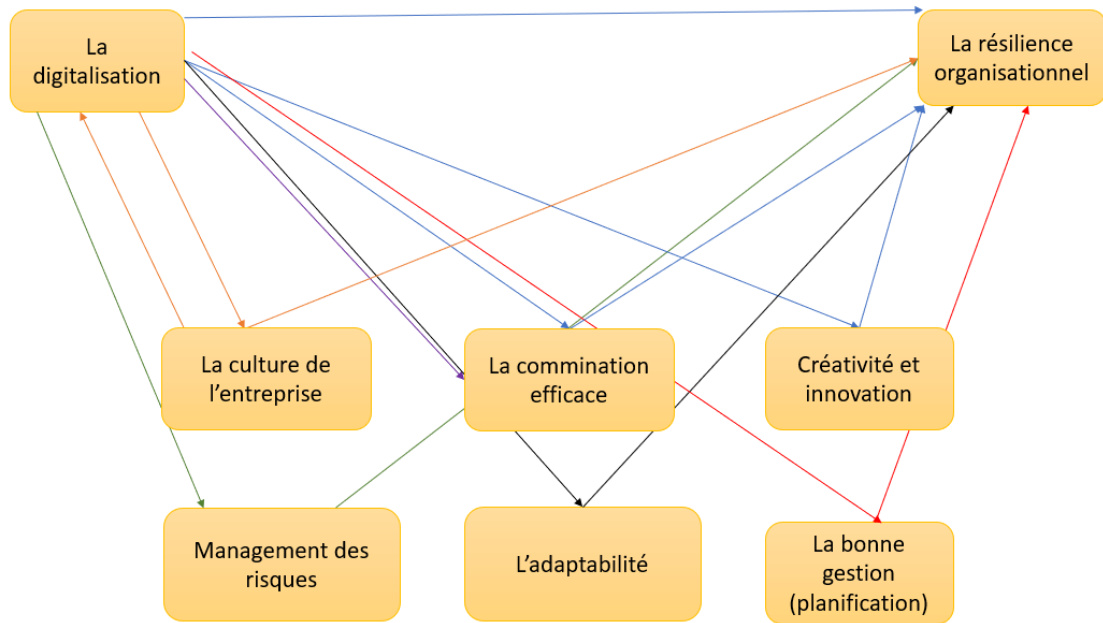 La
digitalisation
La résilience
organisationnel
La culture de
l'entreprise
La commination
efficace
Créativité et
innovation
Management des
risques
L'adaptabilité
La bonne
gestion
(planification)